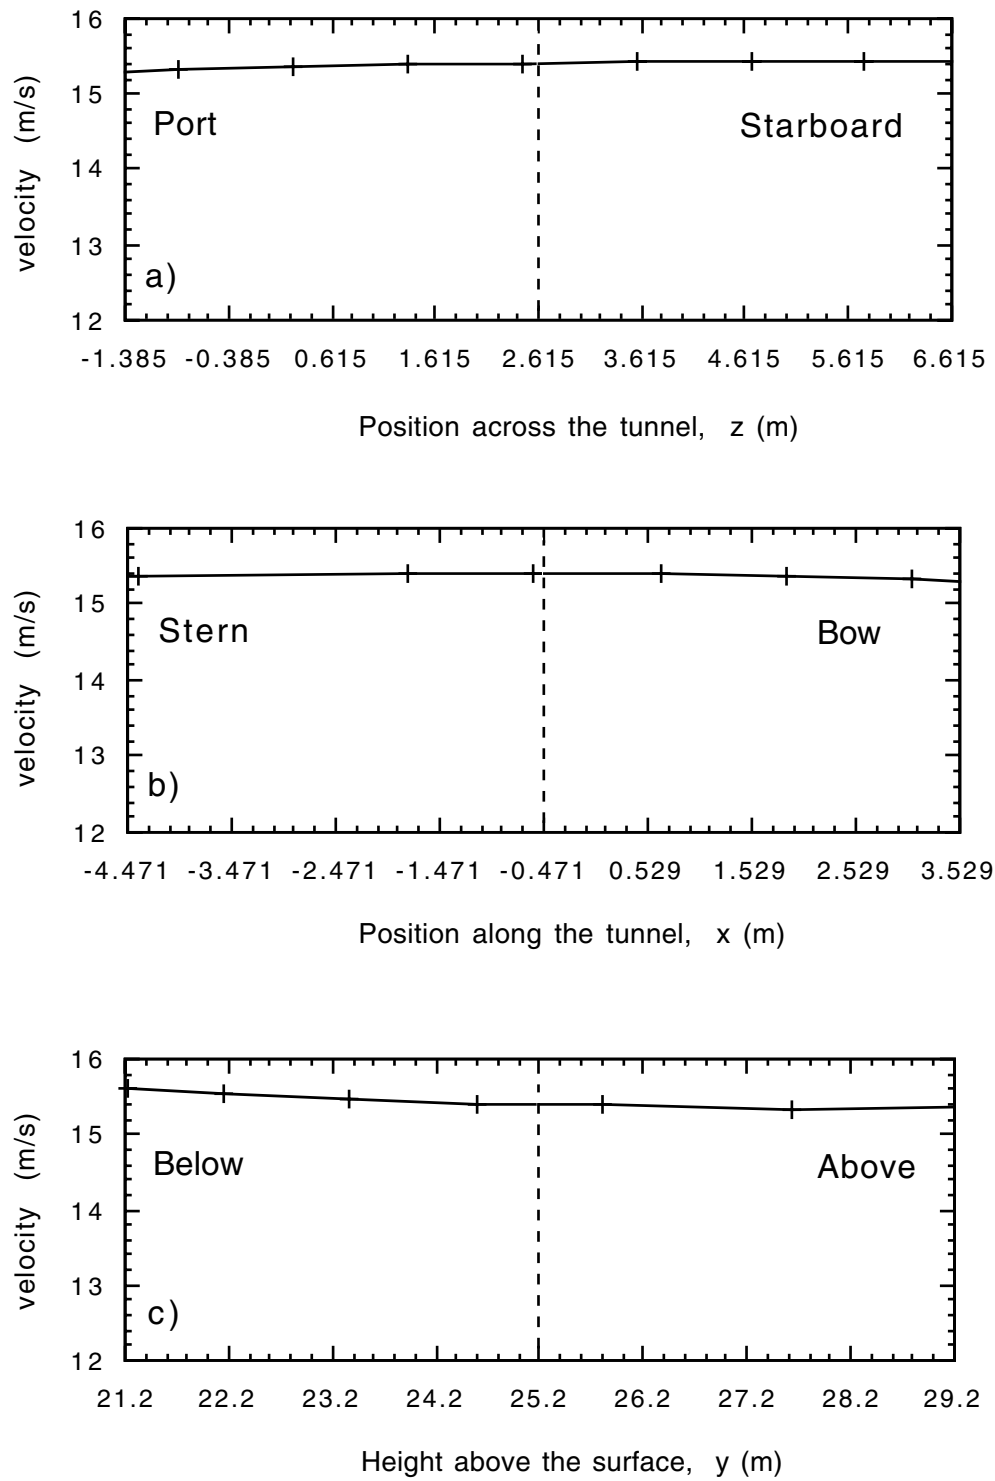 16
15
14
13
12
velocity (m/s)
Port
Starboard
a)
-1.385 -0.385 0.615 1.615 2.615 3.615 4.615 5.615 6.615
Position across the tunnel, z (m)
16
15
14
13
12
velocity (m/s)
Stern
Bow
b)
-4.471 -3.471 -2.471 -1.471 -0.471 0.529 1.529 2.529 3.529
Position along the tunnel, x (m)
16
15
14
13
12
velocity (m/s)
Below
Above
c)
21.2 22.2 23.2 24.2 25.2 26.2 27.2 28.2 29.2
Height above the surface, y (m)